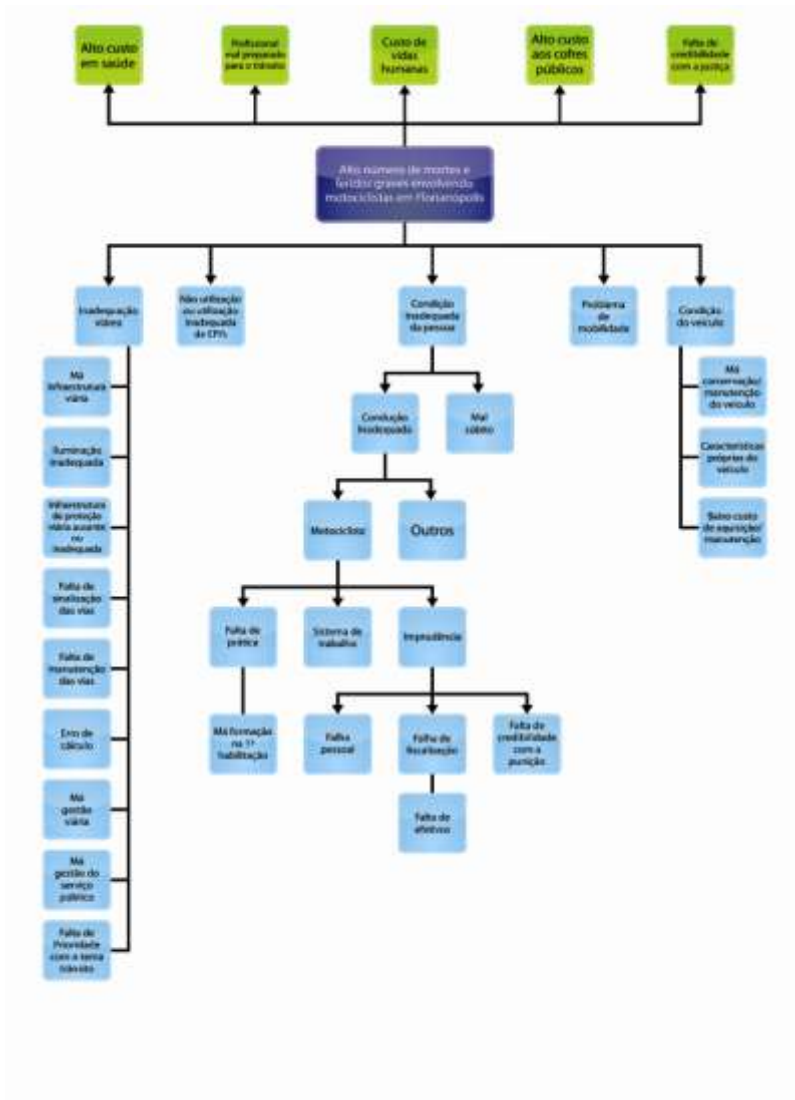 Alto custo
em saúde
Profissional
mal preparado
para o trânsito
Custo de
vidas
humanas
Alto custo
aos cofres
públicos
Falta de
credibilidade
com a justiça
Alto número de mortes e
feridos graves envolvendo
motociclistas em Florianópolis
Inadequação
viária
Não utilização
ou utilização
inadequada
de EPI's
Condição
inadequada
da pessoa
Problema
de
mobilidade
Condição
do veículo
Má
infraestrutura
viária
Iluminação
inadequada
Infraestrutura
de proteção
viária ausente
ou
inadequada
Falta de
sinalização
das vias
Falta de
manutenção
das vias
Erro de
cálculo
Má
gestão
viária
Má
gestão do
serviço
público
Falta de
Prioridade
com o tema
trânsito
Condução
Inadequada
Mal
súbito
Motociclista
Outros
Falta de
prática
Sistema de
trabalho
Imprudência
Má formação
na 1ª
habilitação
Falha
pessoal
Falha de
fiscalização
Falta de
credibilidade
com a
punição
Falta de
efetivos
Má
conservação/
manutenção
do veículo
Características
próprias do
veículo
Baixo custo
de aquisição/
manutenção